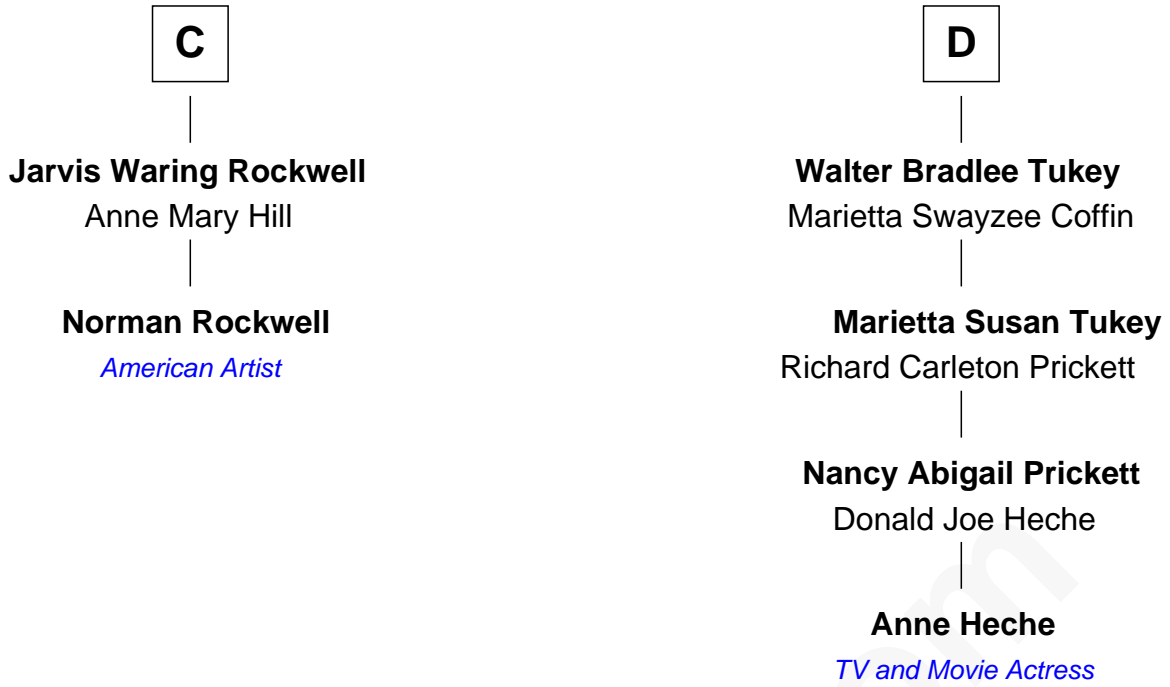 C
Jarvis Waring Rockwell
Anne Mary Hill
Norman Rockwell
American Artist
D
Walter Bradlee Tukey
Marietta Swayzee Coffin
Marietta Susan Tukey
Richard Carleton Prickett
Nancy Abigail Prickett
Donald Joe Heche
Anne Heche
TV and Movie Actress